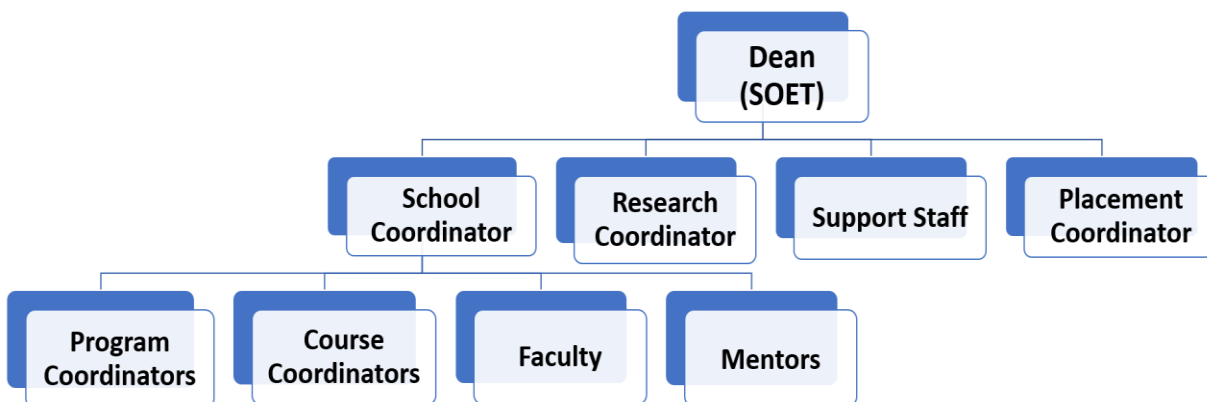 Dean
(SOET)
School
Coordinator
Research
Coordinator
Support Staff
Placement
Coordinator
Program
Coordinators
Course
Coordinators
Faculty
Mentors